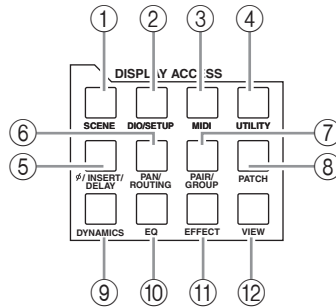 ① ② ③ ④
DISPLAY ACCESS
SCENE DIO/SETUP MIDI UTILITY
⑥ ⑦
⑤ ⑧
ϕ/INSERT/ DELAY PAN/ ROUTING PAIR/ GROUP PATCH
DYNAMICS EQ EFFECT VIEW
⑨ ⑩ ⑪ ⑫